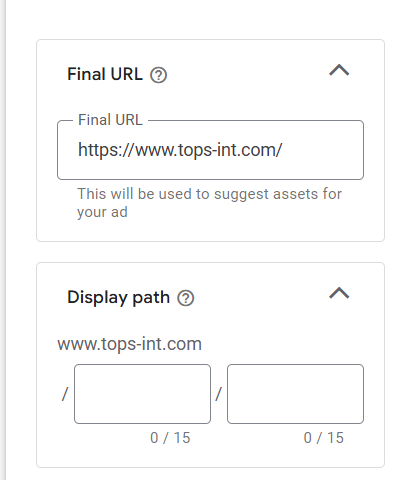 Final URL ?
Final URL
https://www.tops-int.com/
This will be used to suggest assets for
your ad
Display path ?
www.tops-int.com
/ /
0 / 15 0 / 15